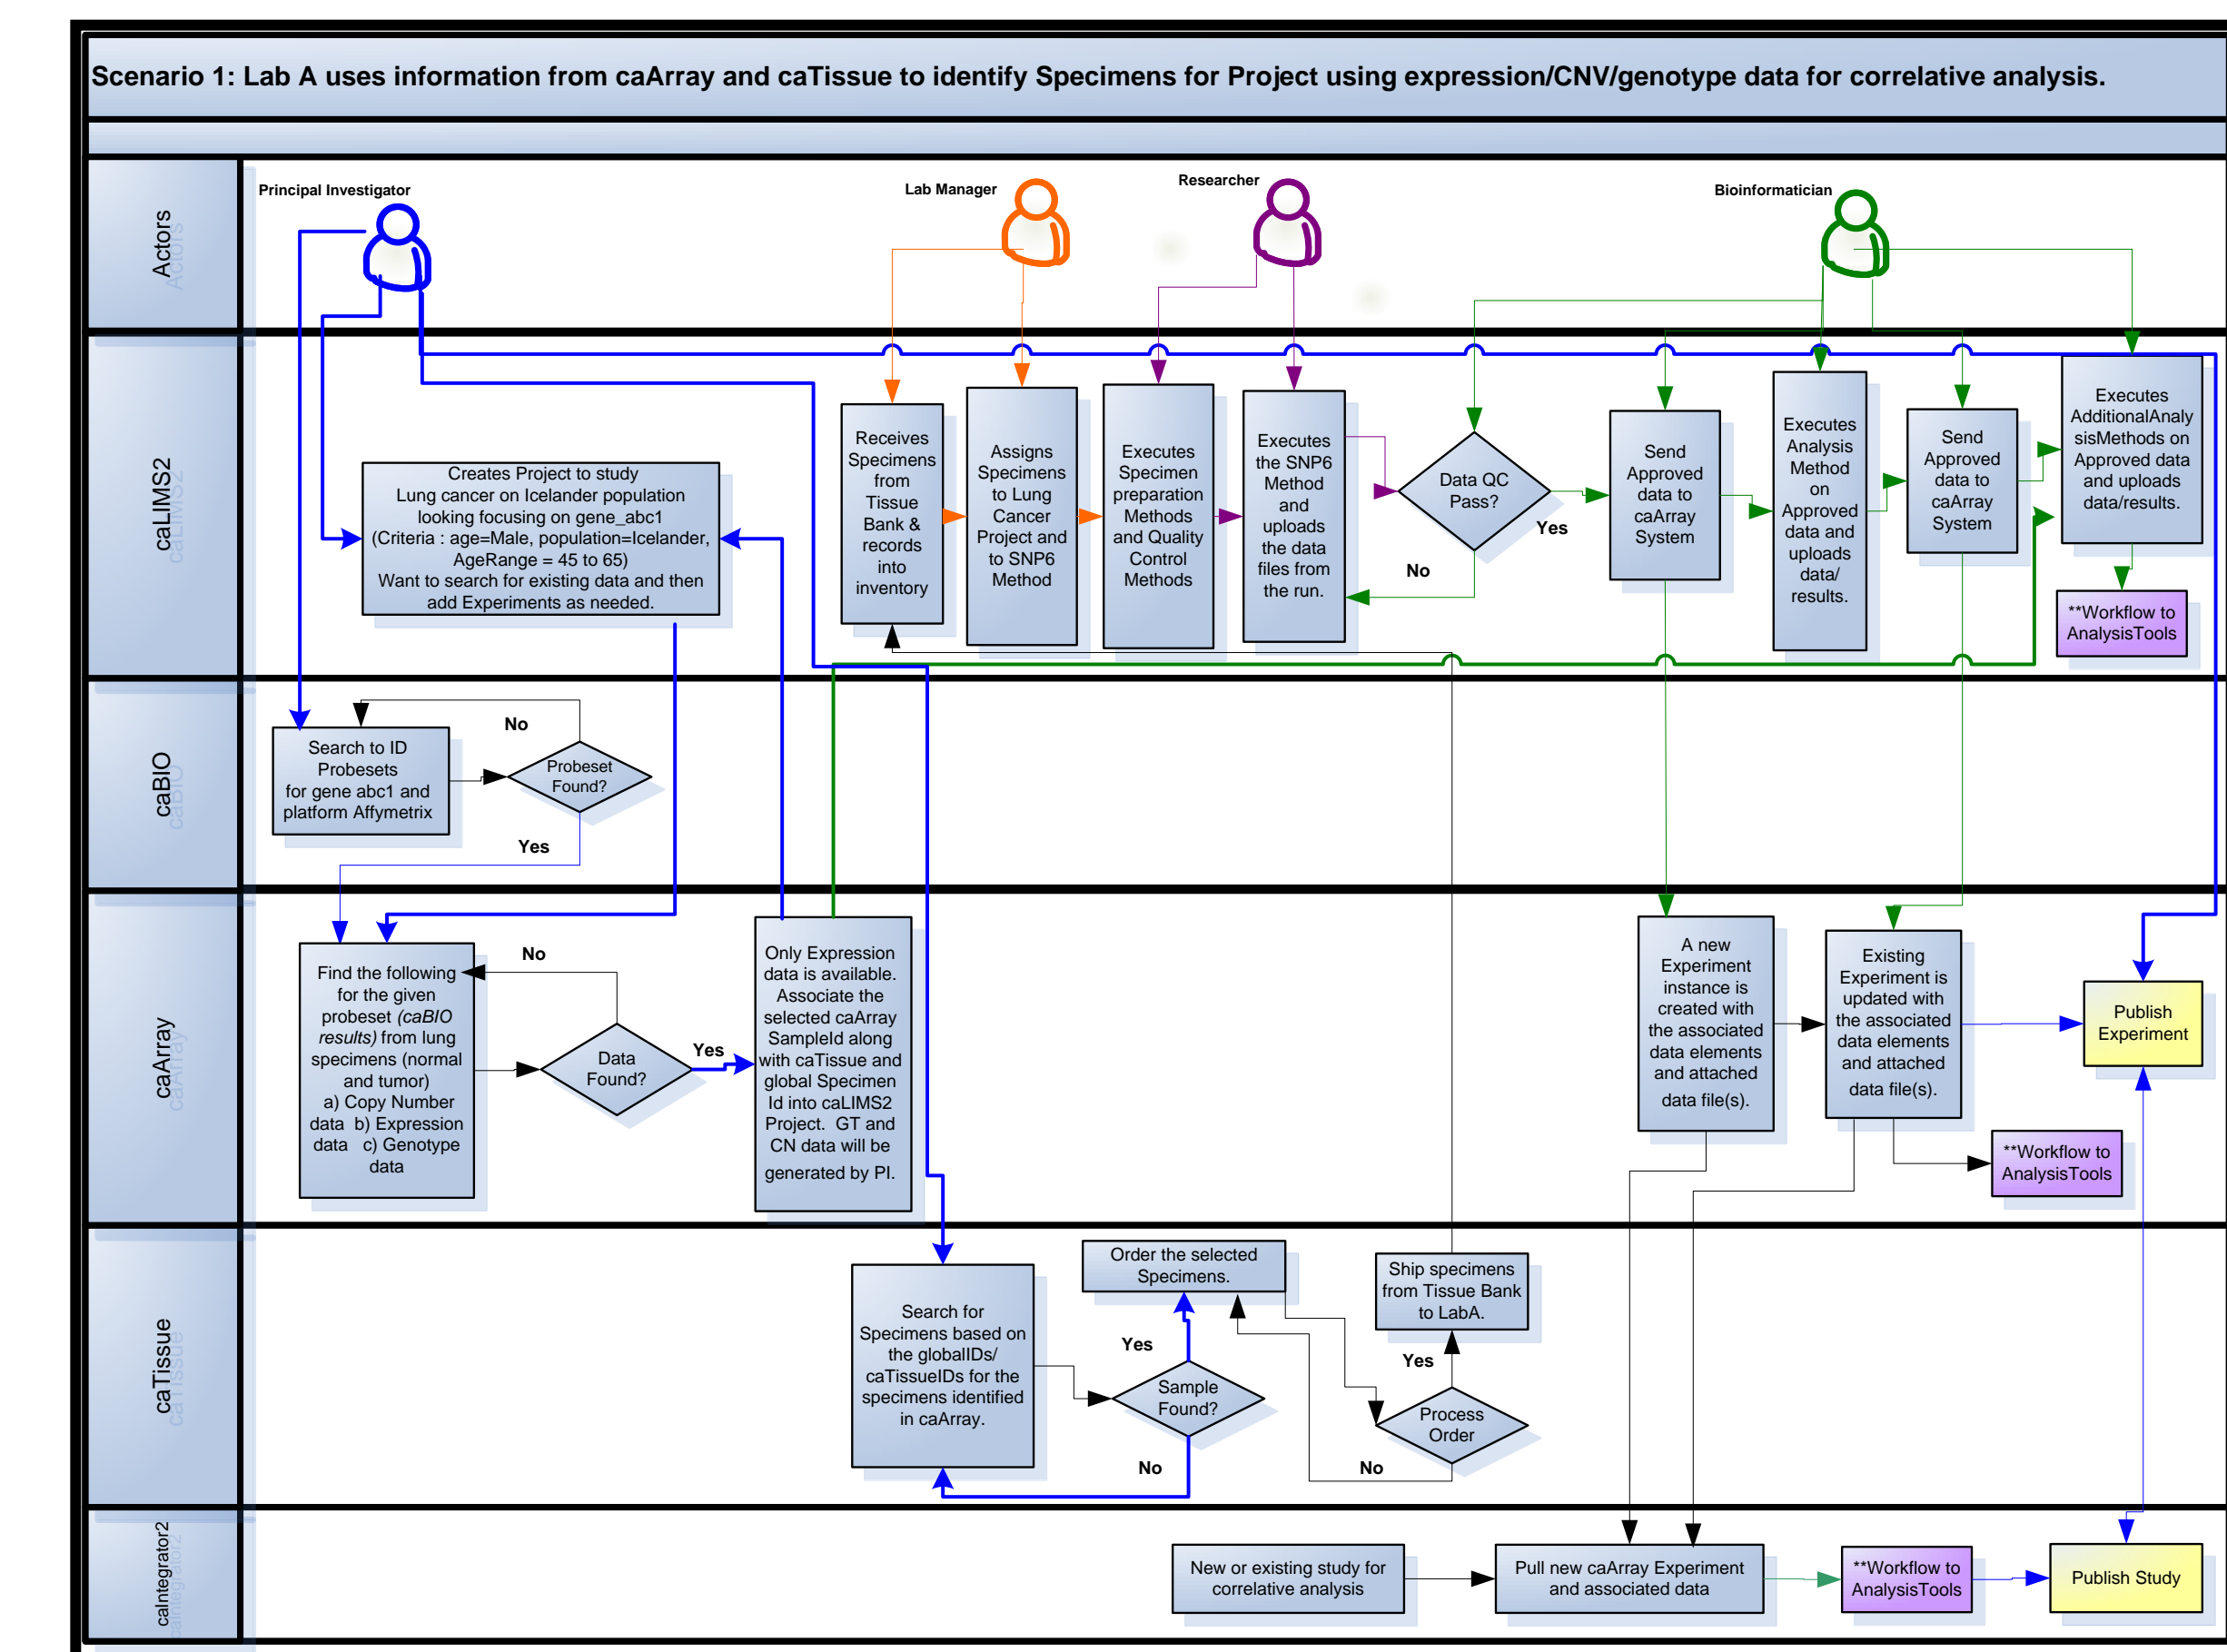 Scenario 1: Lab A uses information from caArray and caTissue to identify Specimens for Project using expression/CNV/genotype data for correlative analysis.
Actors
Principal Investigator
Lab Manager
Researcher
Bioinformatician
caLIMS2
Creates Project to study
Lung cancer on Icelander population
looking focusing on gene_abc1
(Criteria : age=Male, population=Icelander,
AgeRange = 45 to 65)
Want to search for existing data and then
add Experiments as needed.
Receives
Specimens
from
Tissue
Bank &
records
into
inventory
Assigns
Specimens
to Lung
Cancer
Project and
to SNP6
Method
Executes
Specimen
preparation
Methods
and Quality
Control
Methods
Executes
the SNP6
Method
and
uploads
the data
files from
the run.
Data QC
Pass?
Yes
No
Send
Approved
data to
caArray
System
Executes
Analysis
Method
on
Approved
data and
uploads
data/
results.
Send
Approved
data to
caArray
System
Executes
AdditionalAnaly
sisMethods on
Approved data
and uploads
data/results.
**Workflow to
AnalysisTools
caBIO
Search to ID
Probesets
for gene abc1 and
platform Affymetrix
No
Probeset
Found?
Yes
caArray
Find the following
for the given
probeset (caBIO
results) from lung
specimens (normal
and tumor)
a) Copy Number
data b) Expression
data c) Genotype
data
No
Data
Found?
Yes
Only Expression
data is available.
Associate the
selected caArray
SampleId along
with caTissue and
global Specimen
Id into caLIMS2
Project. GT and
CN data will be
generated by PI.
A new
Experiment
instance is
created with
the associated
data elements
and attached
data file(s).
Existing
Experiment is
updated with
the associated
data elements
and attached
data file(s).
Publish
Experiment
**Workflow to
AnalysisTools
caTissue
Search for
Specimens based on
the globalIDs/
caTissueIDs for the
specimens identified
in caArray.
Order the selected
Specimens.
Yes
Sample
Found?
No
Ship specimens
from Tissue Bank
to LabA.
Yes
Process
Order
No
caIntegrator2
New or existing study for
correlative analysis
Pull new caArray Experiment
and associated data
**Workflow to
AnalysisTools
Publish Study